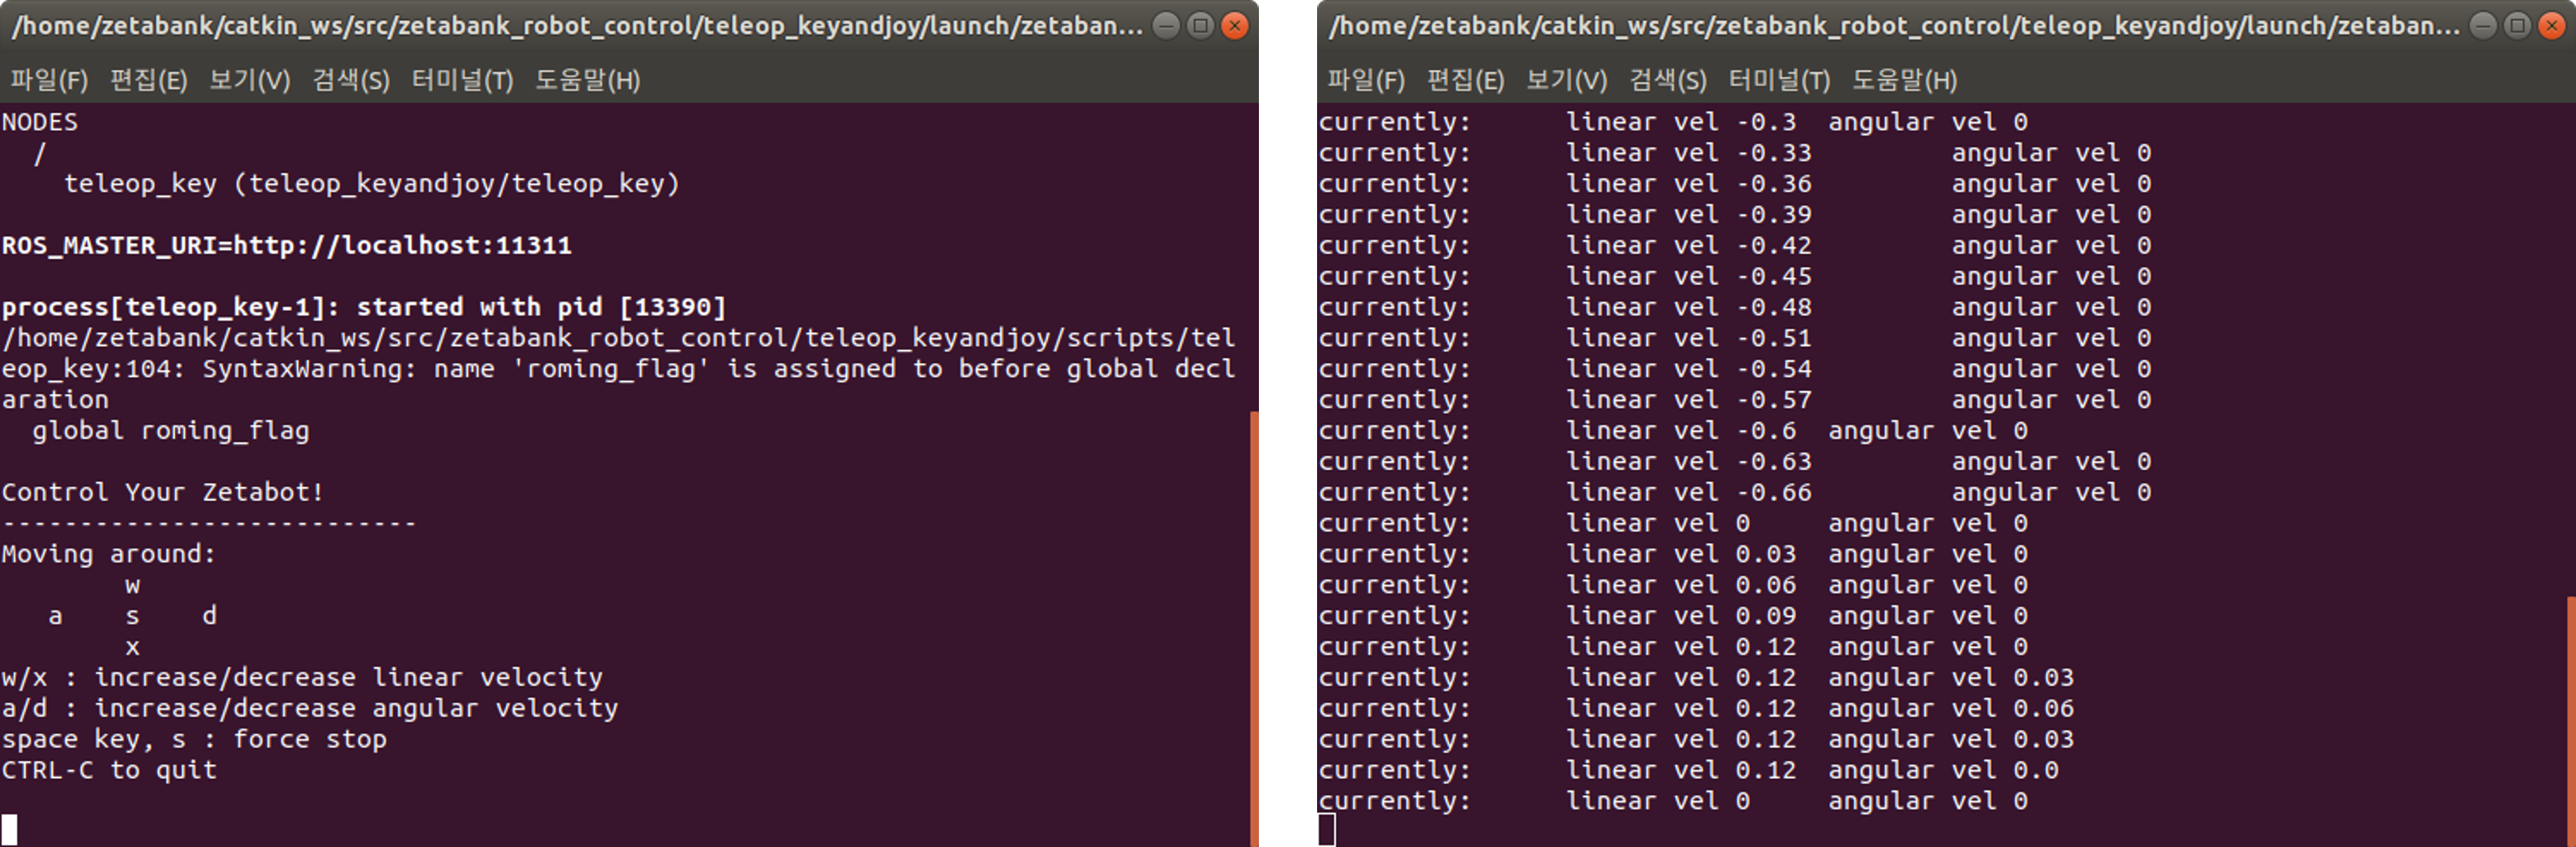 /home/zetabank/catkin_ws/src/zetabank_robot_control/teleop_keyandjoy/launch/zetaban...
파일(F) 편집(E) 보기(V) 검색(S) 터미널(T) 도움말(H)
NODES
  /
    teleop_key (teleop_keyandjoy/teleop_key)

ROS_MASTER_URI=http://localhost:11311

process[teleop_key-1]: started with pid [13390]
/home/zetabank/catkin_ws/src/zetabank_robot_control/teleop_keyandjoy/scripts/tel
eop_key:104: SyntaxWarning: name 'roming_flag' is assigned to before global decl
aration
  global roming_flag

Control Your Zetabot!
---------------------------
Moving around:
        w
   a    s    d
        x
w/x : increase/decrease linear velocity
a/d : increase/decrease angular velocity
space key, s : force stop
CTRL-C to quit

/home/zetabank/catkin_ws/src/zetabank_robot_control/teleop_keyandjoy/launch/zetaban...
파일(F) 편집(E) 보기(V) 검색(S) 터미널(T) 도움말(H)
currently:      linear vel -0.3  angular vel 0
currently:      linear vel -0.33         angular vel 0
currently:      linear vel -0.36         angular vel 0
currently:      linear vel -0.39         angular vel 0
currently:      linear vel -0.42         angular vel 0
currently:      linear vel -0.45         angular vel 0
currently:      linear vel -0.48         angular vel 0
currently:      linear vel -0.51         angular vel 0
currently:      linear vel -0.54         angular vel 0
currently:      linear vel -0.57         angular vel 0
currently:      linear vel -0.6  angular vel 0
currently:      linear vel -0.63         angular vel 0
currently:      linear vel -0.66         angular vel 0
currently:      linear vel 0     angular vel 0
currently:      linear vel 0.03  angular vel 0
currently:      linear vel 0.06  angular vel 0
currently:      linear vel 0.09  angular vel 0
currently:      linear vel 0.12  angular vel 0
currently:      linear vel 0.12  angular vel 0.03
currently:      linear vel 0.12  angular vel 0.06
currently:      linear vel 0.12  angular vel 0.03
currently:      linear vel 0.12  angular vel 0.0
currently:      linear vel 0     angular vel 0